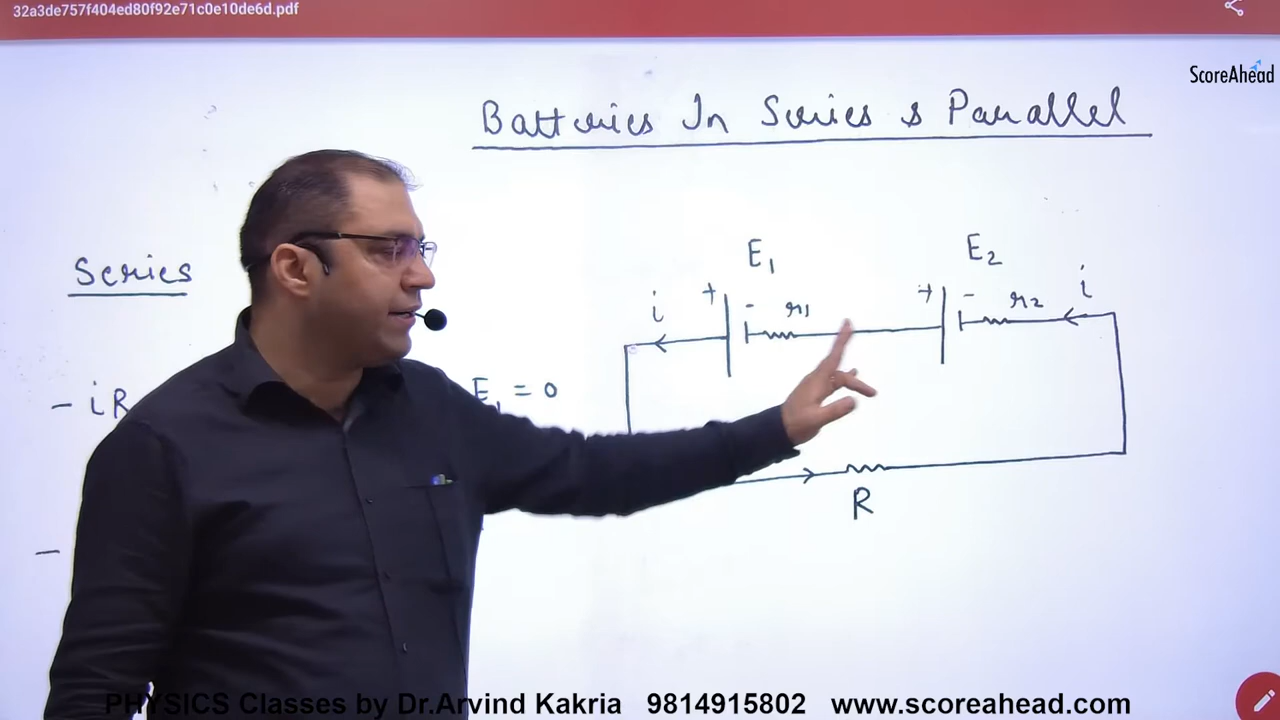 32a3de757f404ed80f92e71c0e10de6d.pdf
ScoreAhead
Batteries In Series & Parallel
Series
E₁
E₂
i
+
-
r₁
+
-
r₂
i
- iR
E₁ = 0
R
-
PHYSICS Classes by Dr.Arvind Kakria 9814915802 www.scoreahead.com